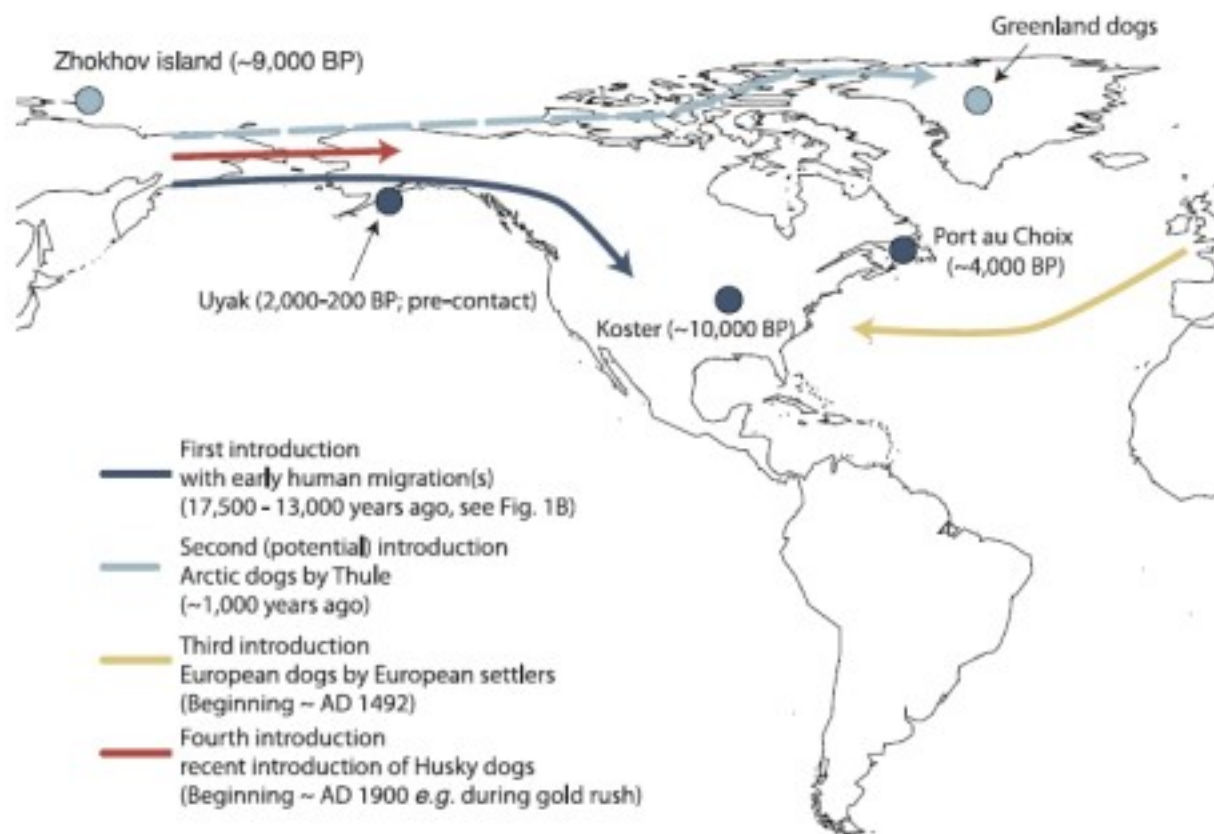 Greenland dogs
Zhokhov island (~9,000 BP)
Port au Choix
(~4,000 BP)
Uyak (2,000-200 BP; pre-contact)
Koster (~10,000 BP)
First introduction
with early human migration(s)
(17,500 - 13,000 years ago, see Fig. 1B)
Second (potential) introduction
Arctic dogs by Thule
(~1,000 years ago)
Third introduction
European dogs by European settlers
(Beginning ~ AD 1492)
Fourth introduction
recent introduction of Husky dogs
(Beginning ~ AD 1900 e.g. during gold rush)